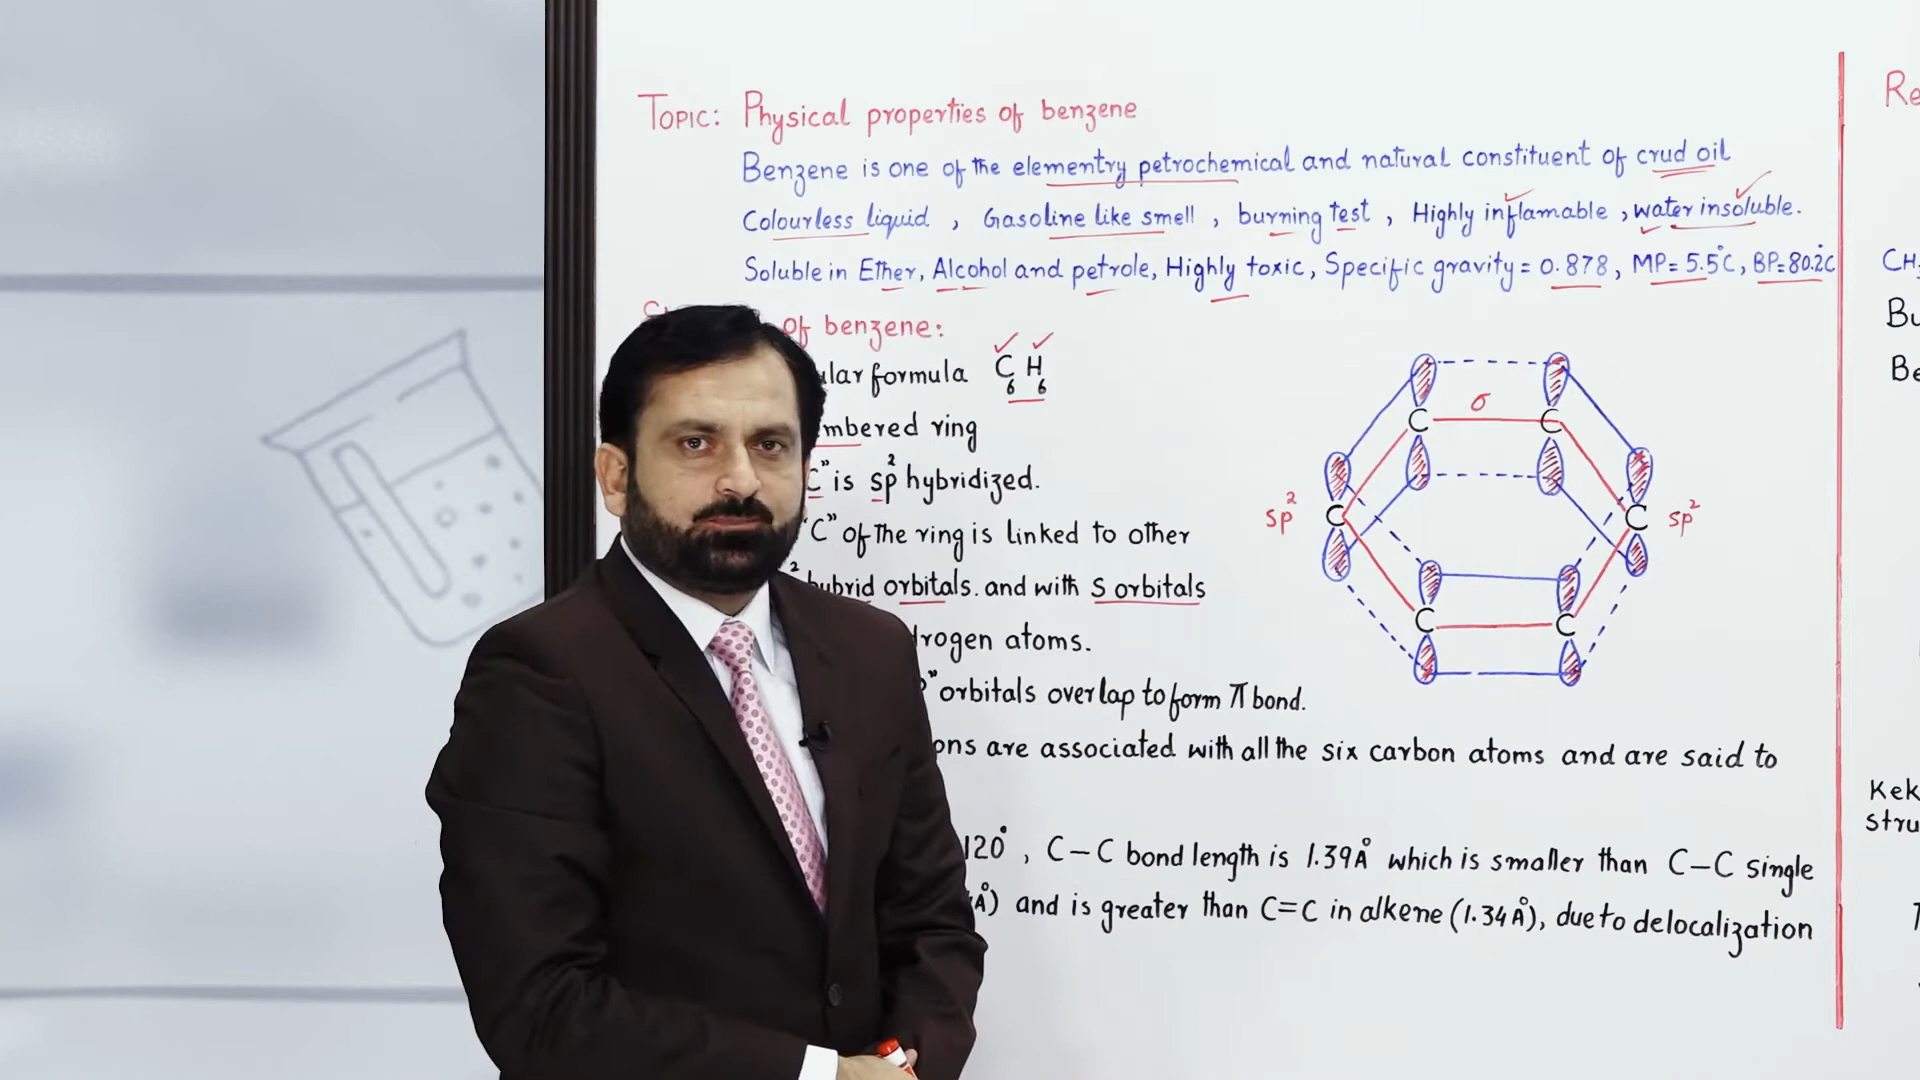 TOPIC: Physical properties of benzene
Benzene is one of the elementry petrochemical and natural constituent of crud oil
Colourless liquid , Gasoline like smell , burning test , Highly inflamable , water insoluble.
Soluble in Ether, Alcohol and petrole, Highly toxic, Specific gravity = 0.878 , MP= 5.5°C, BP=80.2°C
of benzene:
ular formula C₆H₆
mbered ring
C" is sp² hybridized.
"C" of the ring is linked to other
² hybrid orbitals. and with S orbitals
drogen atoms.
" orbitals overlap to form π bond.
ons are associated with all the six carbon atoms and are said to
120° , C–C bond length is 1.39Å which is smaller than C–C single
Å) and is greater than C=C in alkene (1.34Å), due to delocalization
σ
C C
sp² C C sp²
C C
Re
CH
Bu
Be
Kek
stru